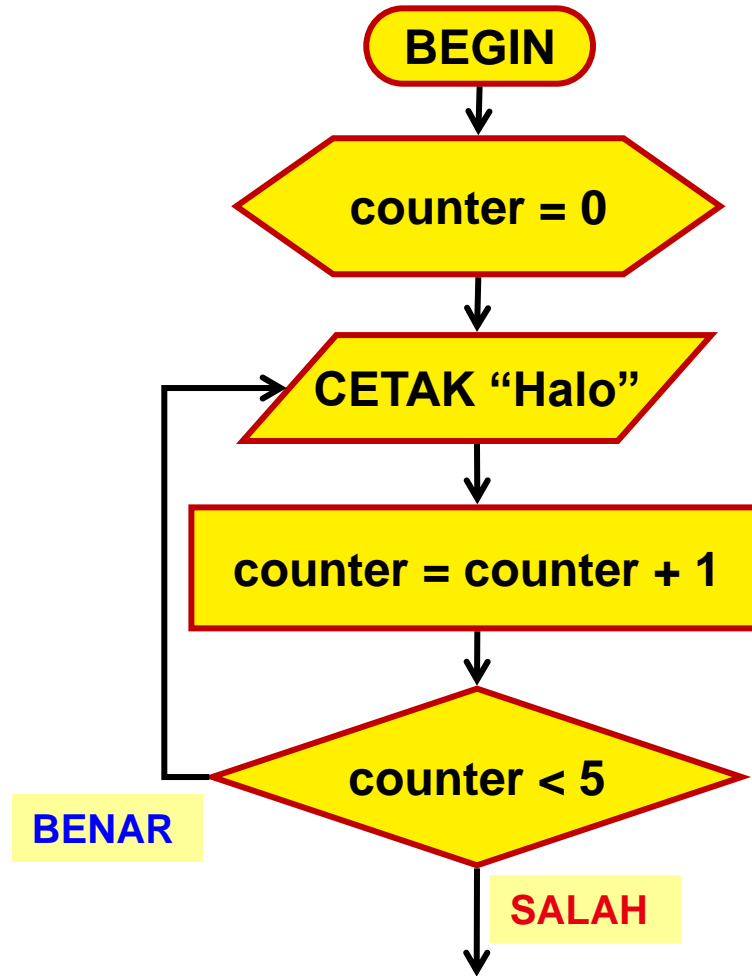 BEGIN
counter = 0
CETAK “Halo”
counter = counter + 1
counter < 5
BENAR
SALAH